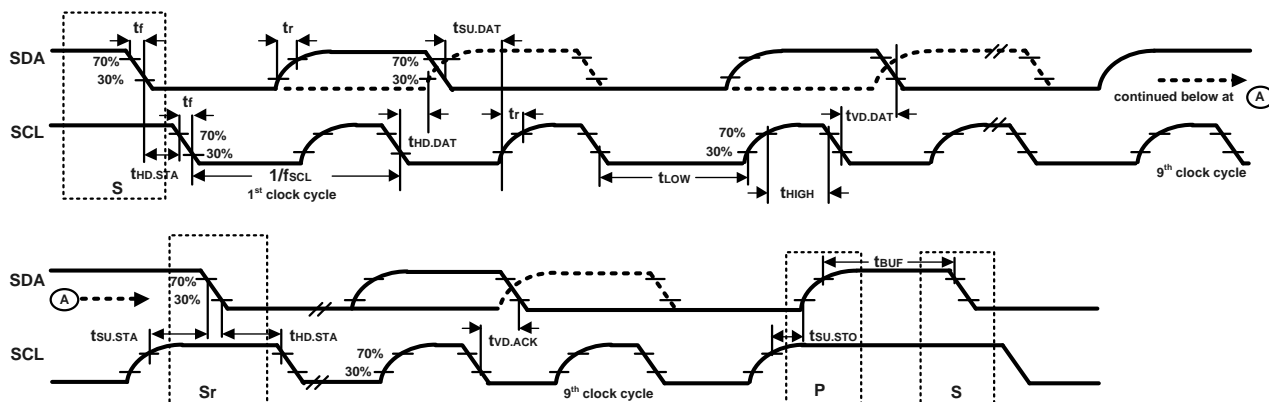 tf tr tSU.DAT
SDA 70% 70%
30% 30%
continued below at A
tf tr tVD.DAT
SCL 70% tHD.DAT 70%
30% 30%
tHD.STA 1/fSCL tLOW
S 1st clock cycle tHIGH 9th clock cycle
SDA 70% tBUF
A 30%
tSU.STA tHD.STA tVD.ACK tSU.STO
SCL 70%
30%
Sr 9th clock cycle P S